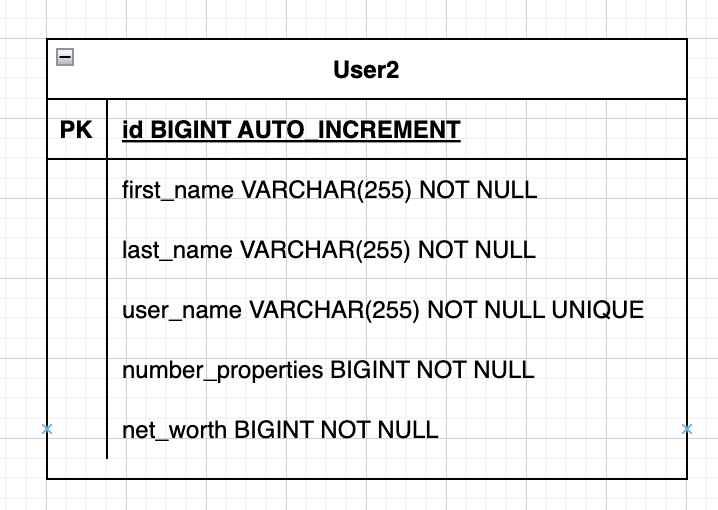 User2
PK id BIGINT AUTO_INCREMENT
first_name VARCHAR(255) NOT NULL
last_name VARCHAR(255) NOT NULL
user_name VARCHAR(255) NOT NULL UNIQUE
number_properties BIGINT NOT NULL
net_worth BIGINT NOT NULL